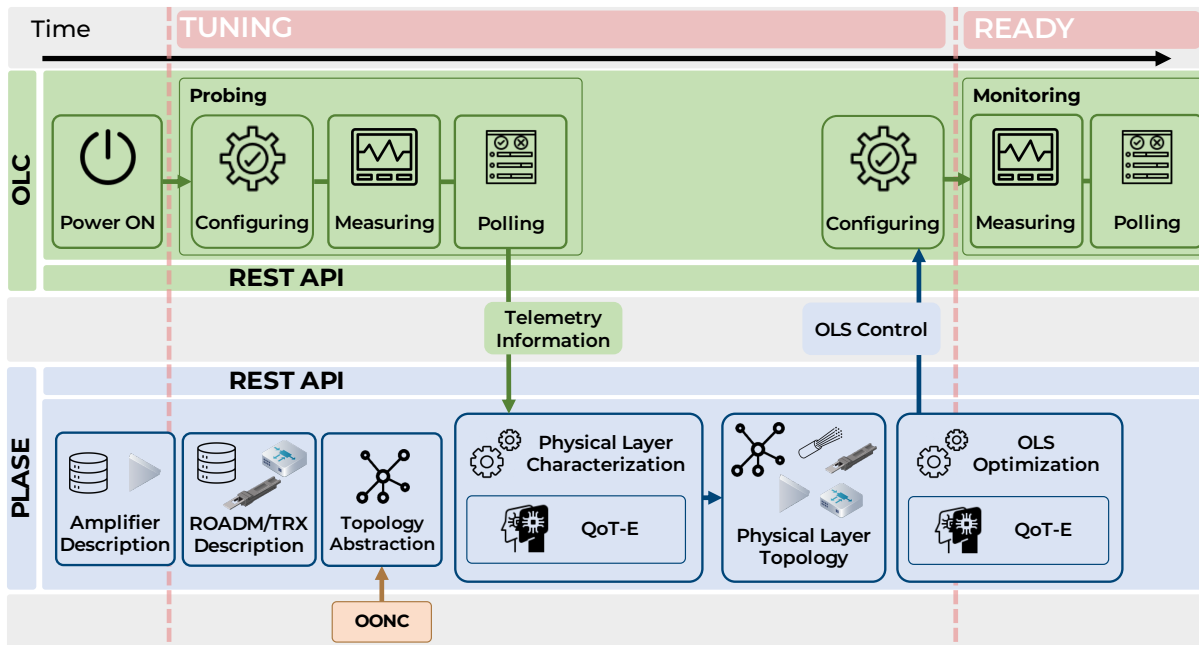 Time
TUNING
READY
OLC
Probing
Monitoring
Power ON
Configuring
Measuring
Polling
Configuring
Measuring
Polling
REST API
Telemetry
Information
OLS Control
PLASE
REST API
Amplifier
Description
ROADM/TRX
Description
Topology
Abstraction
Physical Layer
Characterization
QoT-E
Physical Layer
Topology
OLS
Optimization
QoT-E
OONC